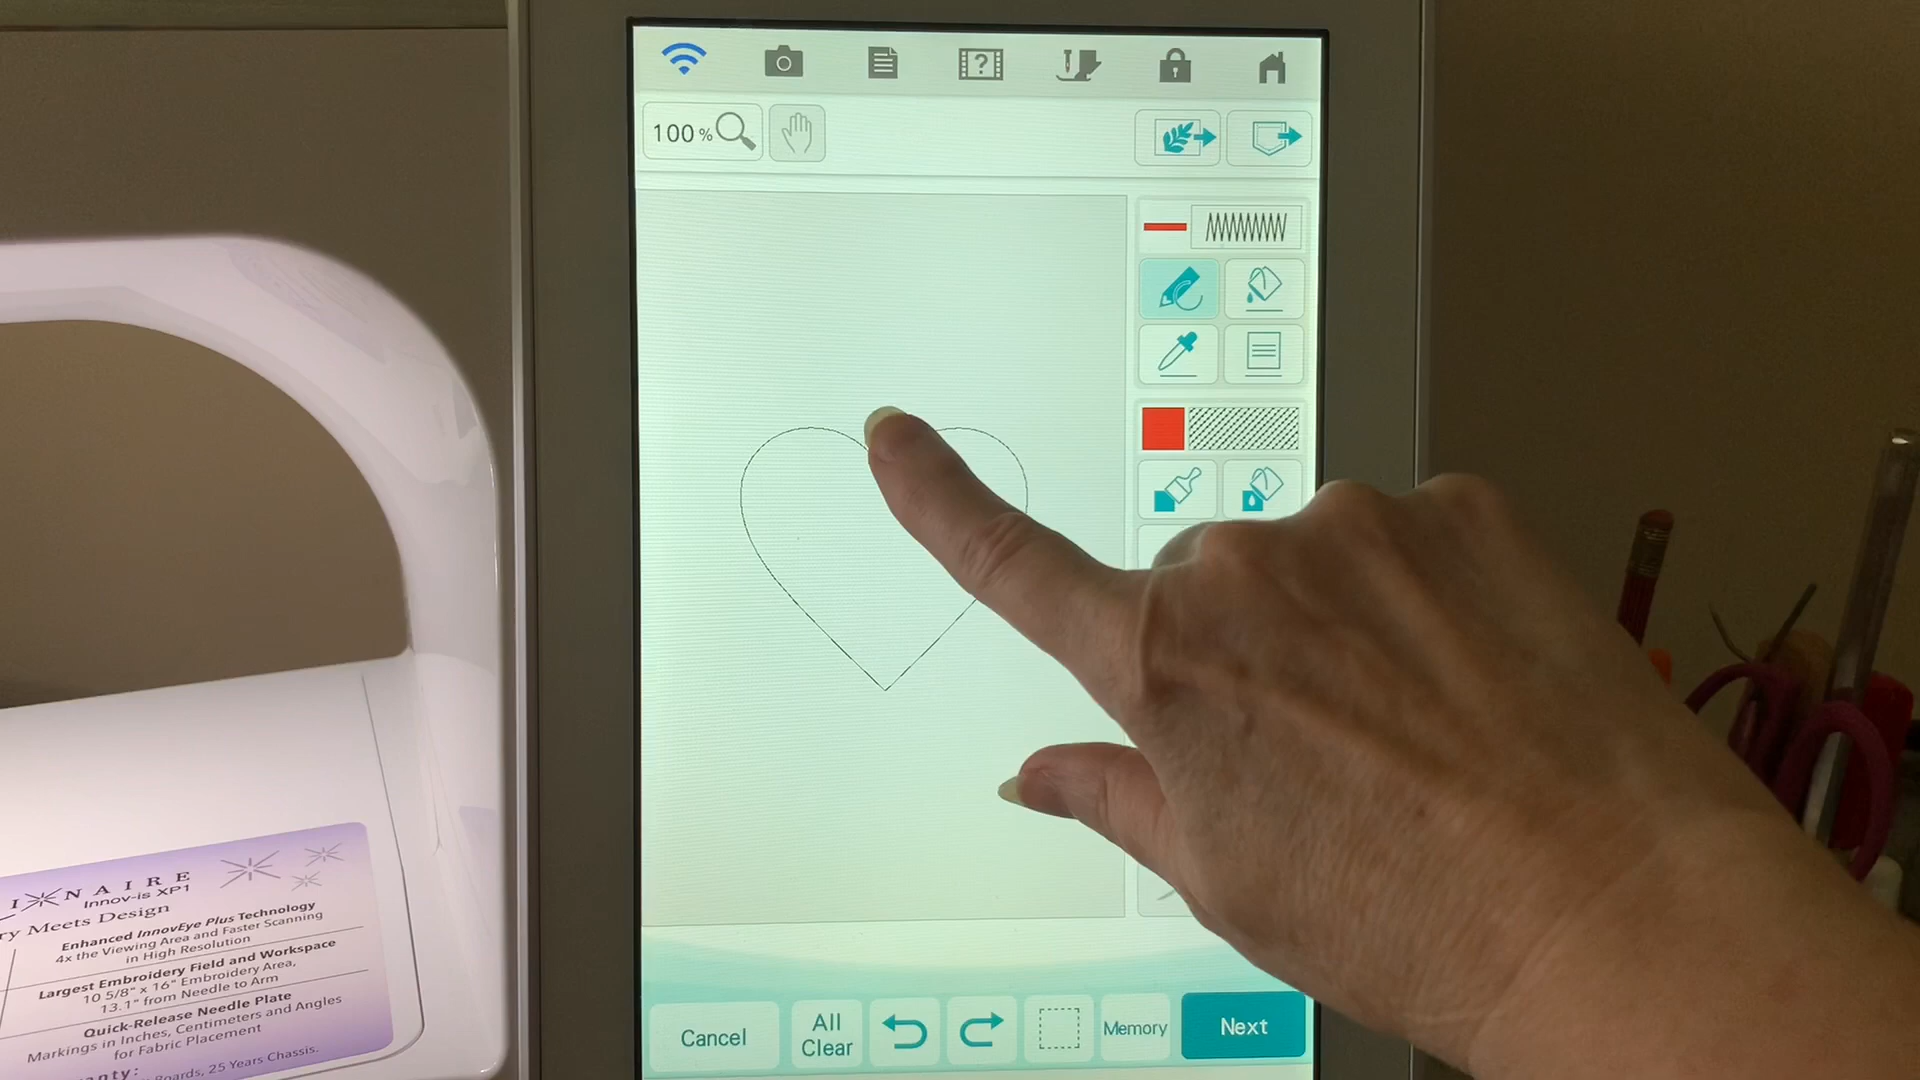 100 %
?
Cancel
All
Clear
Memory
Next
NAIRE
Innov-is XP1
Meets Design
Enhanced InnovEye Plus Technology
4x the Viewing Area and Faster Scanning
in High Resolution
Largest Embroidery Field and Workspace
10 5/8" x 16" Embroidery Area,
13.1" from Needle to Arm
Quick-Release Needle Plate
Markings in Inches, Centimeters and Angles
for Fabric Placement
25 Years Chassis.